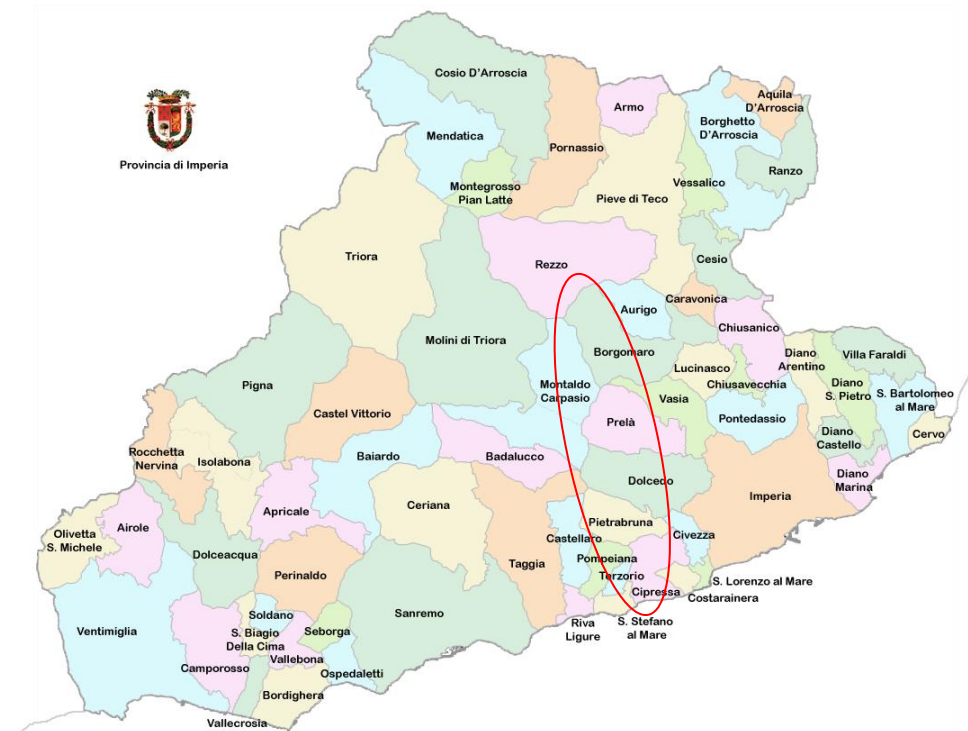 Cosio D'Arroscia
Armo
Aquila
D'Arroscia
Borghetto
D'Arroscia
Mendatica
Pornassio
Provincia di Imperia
Ranzo
Vessalico
Montegrosso
Pian Latte
Pieve di Teco
Triora
Rezzo
Cesio
Caravonica
Aurigo
Chiusanico
Molini di Triora
Borgomaro
Diano
Arentino
Villa Faraldi
Lucinasco
Chiusavecchia
Pigna
Montaldo
Carpasio
Diano
S. Pietro
S. Bartolomeo
al Mare
Vasia
Castel Vittorio
Pontedassio
Prelà
Cervo
Diano
Castello
Rocchetta
Nervina
Isolabona
Baiardo
Badalucco
Diano
Marina
Dolcedo
Imperia
Ceriana
Apricale
Pietrabruna
Airole
Olivetta
S. Michele
Castellaro
Civezza
Dolceacqua
Pompeiana
Taggia
Perinaldo
Terzorio
S. Lorenzo al Mare
Cipressa
Costarainera
Sanremo
Soldano
Riva
Ligure
S. Stefano
al Mare
Ventimiglia
S. Biagio
Della Cima
Seborga
Vallebona
Camporosso
Ospedaletti
Bordighera
Vallecrosia